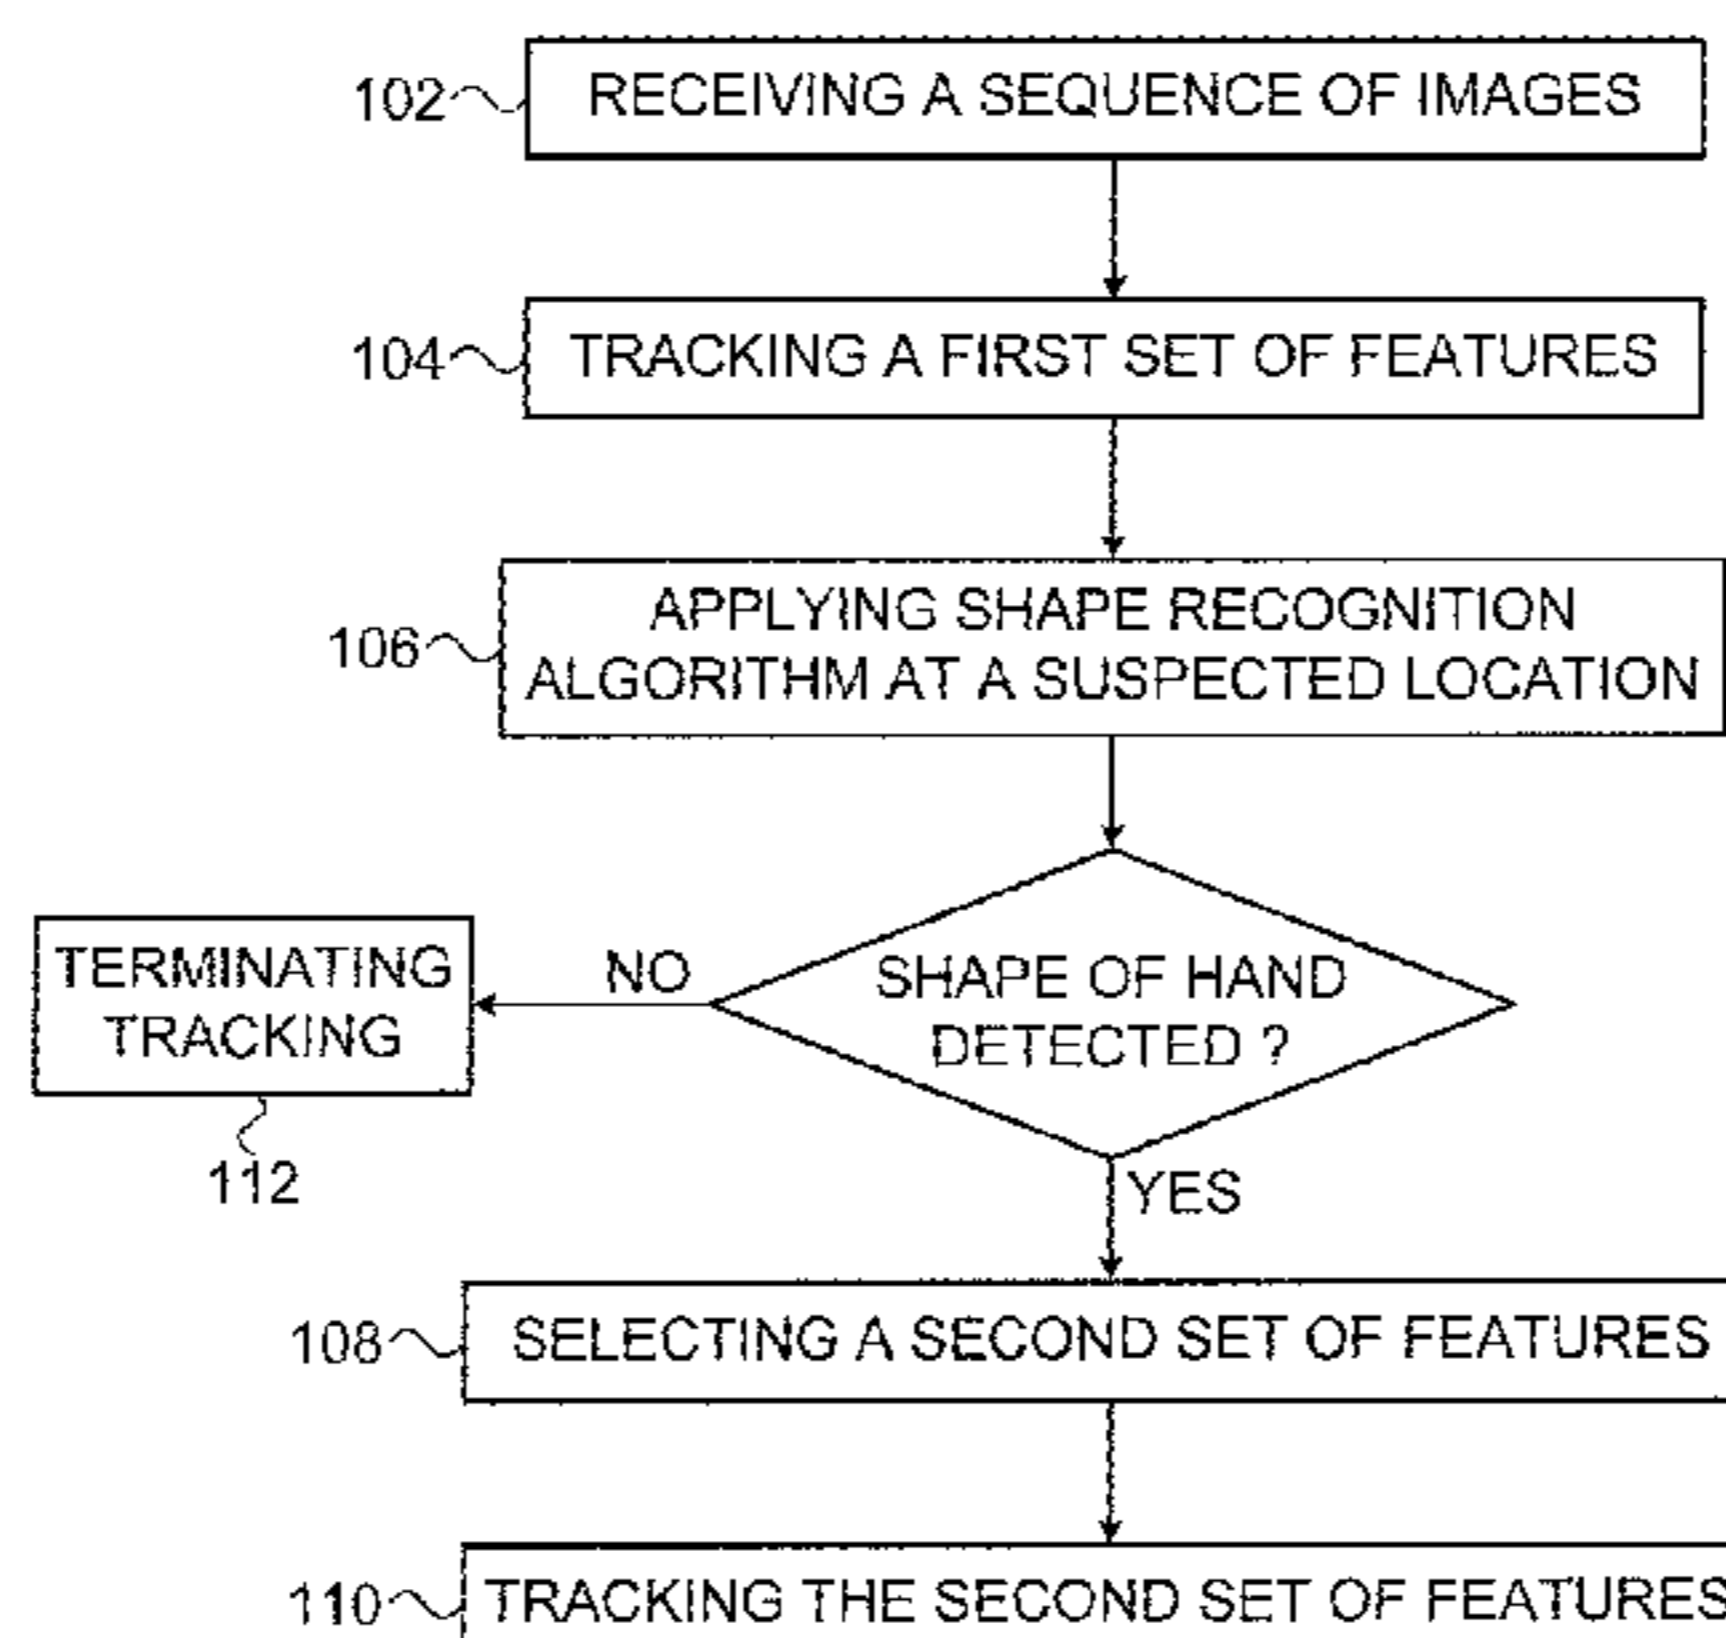 102
RECEIVING A SEQUENCE OF IMAGES
104
TRACKING A FIRST SET OF FEATURES
106
APPLYING SHAPE RECOGNITION
ALGORITHM AT A SUSPECTED LOCATION
TERMINATING
TRACKING
112
NO
SHAPE OF HAND
DETECTED ?
YES
108
SELECTING A SECOND SET OF FEATURES
110
TRACKING THE SECOND SET OF FEATURES